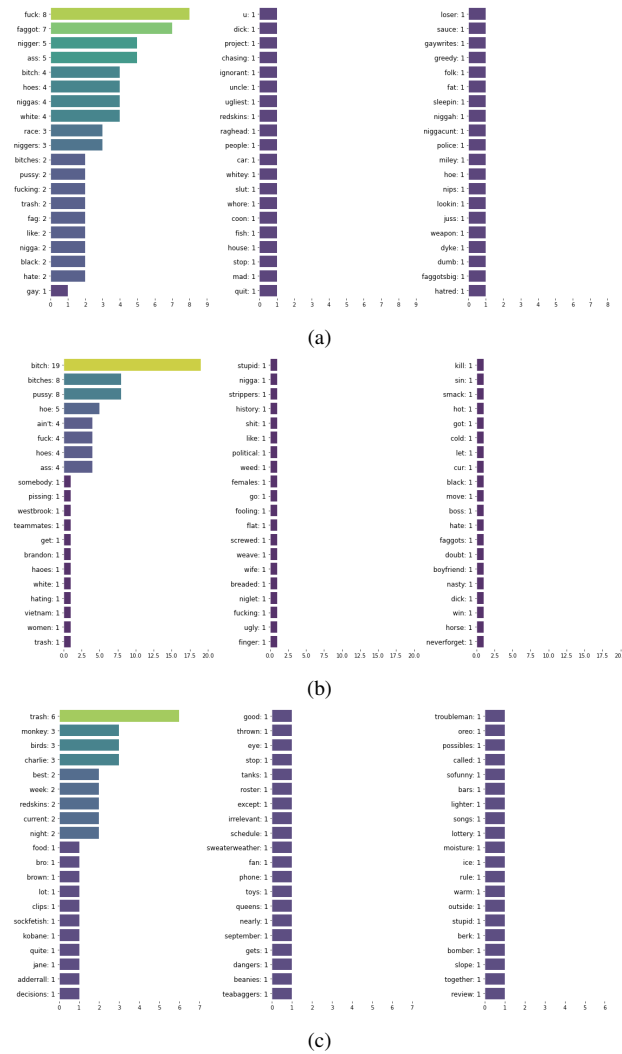 fuck: 8
faggot: 7
nigger: 5
ass: 5
bitch: 4
hoes: 4
niggas: 4
white: 4
race: 3
niggers: 3
bitches: 2
pussy: 2
fucking: 2
trash: 2
fag: 2
like: 2
nigga: 2
black: 2
hate: 2
gay: 1
0 1 2 3 4 5 6 7 8 9
u: 1
dick: 1
project: 1
chasing: 1
ignorant: 1
uncle: 1
ugliest: 1
redskins: 1
raghead: 1
people: 1
car: 1
whitey: 1
slut: 1
whore: 1
coon: 1
fish: 1
house: 1
stop: 1
mad: 1
quit: 1
0 1 2 3 4 5 6 7 8 9
loser: 1
sauce: 1
gaywrites: 1
greedy: 1
folk: 1
fat: 1
sleepin: 1
niggah: 1
niggacunt: 1
police: 1
miley: 1
hoe: 1
nips: 1
lookin: 1
juss: 1
weapon: 1
dyke: 1
dumb: 1
faggotsbig: 1
hatred: 1
0 1 2 3 4 5 6 7 8
(a)
bitch: 19
bitches: 8
pussy: 8
hoe: 5
ain't: 4
fuck: 4
hoes: 4
ass: 4
somebody: 1
pissing: 1
westbrook: 1
teammates: 1
get: 1
brandon: 1
haoes: 1
white: 1
hating: 1
vietnam: 1
women: 1
trash: 1
0.0 2.5 5.0 7.5 10.0 12.5 15.0 17.5 20.0
stupid: 1
nigga: 1
strippers: 1
history: 1
shit: 1
like: 1
political: 1
weed: 1
females: 1
go: 1
fooling: 1
flat: 1
screwed: 1
weave: 1
wife: 1
breaded: 1
niglet: 1
fucking: 1
ugly: 1
finger: 1
0.0 2.5 5.0 7.5 10.0 12.5 15.0 17.5 20.0
kill: 1
sin: 1
smack: 1
hot: 1
got: 1
cold: 1
let: 1
cur: 1
black: 1
move: 1
boss: 1
hate: 1
faggots: 1
doubt: 1
boyfriend: 1
nasty: 1
dick: 1
win: 1
horse: 1
neverforget: 1
0.0 2.5 5.0 7.5 10.0 12.5 15.0 17.5 20.0
(b)
trash: 6
monkey: 3
birds: 3
charlie: 3
best: 2
week: 2
redskins: 2
current: 2
night: 2
food: 1
bro: 1
brown: 1
lot: 1
clips: 1
sockfetish: 1
kobane: 1
quite: 1
jane: 1
adderrall: 1
decisions: 1
0 1 2 3 4 5 6 7
good: 1
thrown: 1
eye: 1
stop: 1
tanks: 1
roster: 1
except: 1
irrelevant: 1
schedule: 1
sweaterweather: 1
fan: 1
phone: 1
toys: 1
queens: 1
nearly: 1
september: 1
gets: 1
dangers: 1
beanies: 1
teabaggers: 1
0 1 2 3 4 5 6 7
troubleman: 1
oreo: 1
possibles: 1
called: 1
sofunny: 1
bars: 1
lighter: 1
songs: 1
lottery: 1
moisture: 1
ice: 1
rule: 1
warm: 1
outside: 1
stupid: 1
berk: 1
bomber: 1
slope: 1
together: 1
review: 1
0 1 2 3 4 5 6
(c)